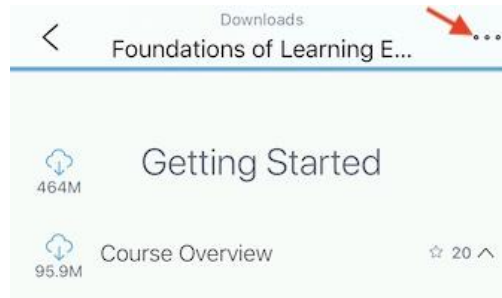 Downloads
Foundations of Learning E...
Getting Started
464M
Course Overview
20
95.9M